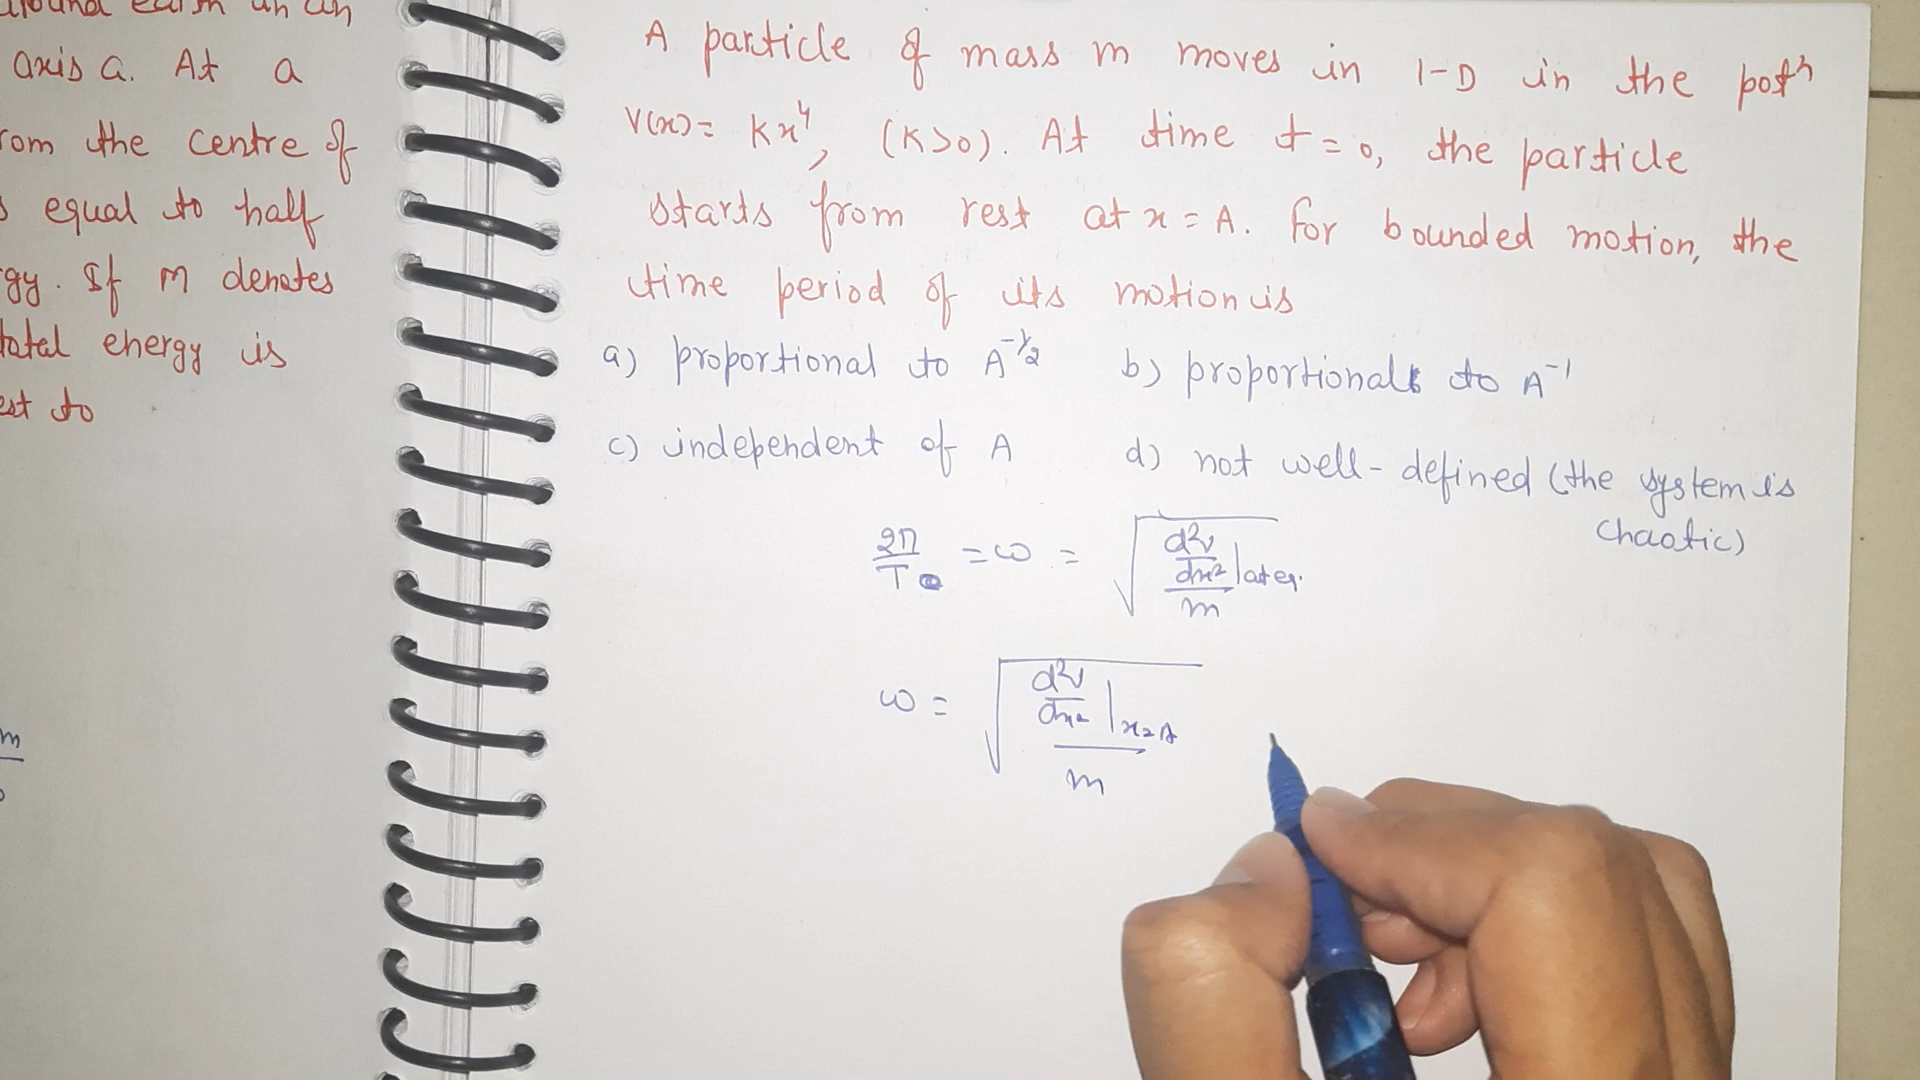 axis a. At a
the centre of
equal to half
If m denotes
energy is
to
m
A particle of mass m moves in 1-D in the potⁿ
V(x) = Kx⁴, (K>0). At time t=0, the particle
starts from rest at x = A. For bounded motion, the
time period of its motion is
a) proportional to A^-1/2 b) proportional to A^-1
c) independent of A d) not well-defined (the system is
chaotic)
2π/T = ω = √(d²v/dx²|at eq. / m)
ω = √(d²v/dx²|x=A / m)